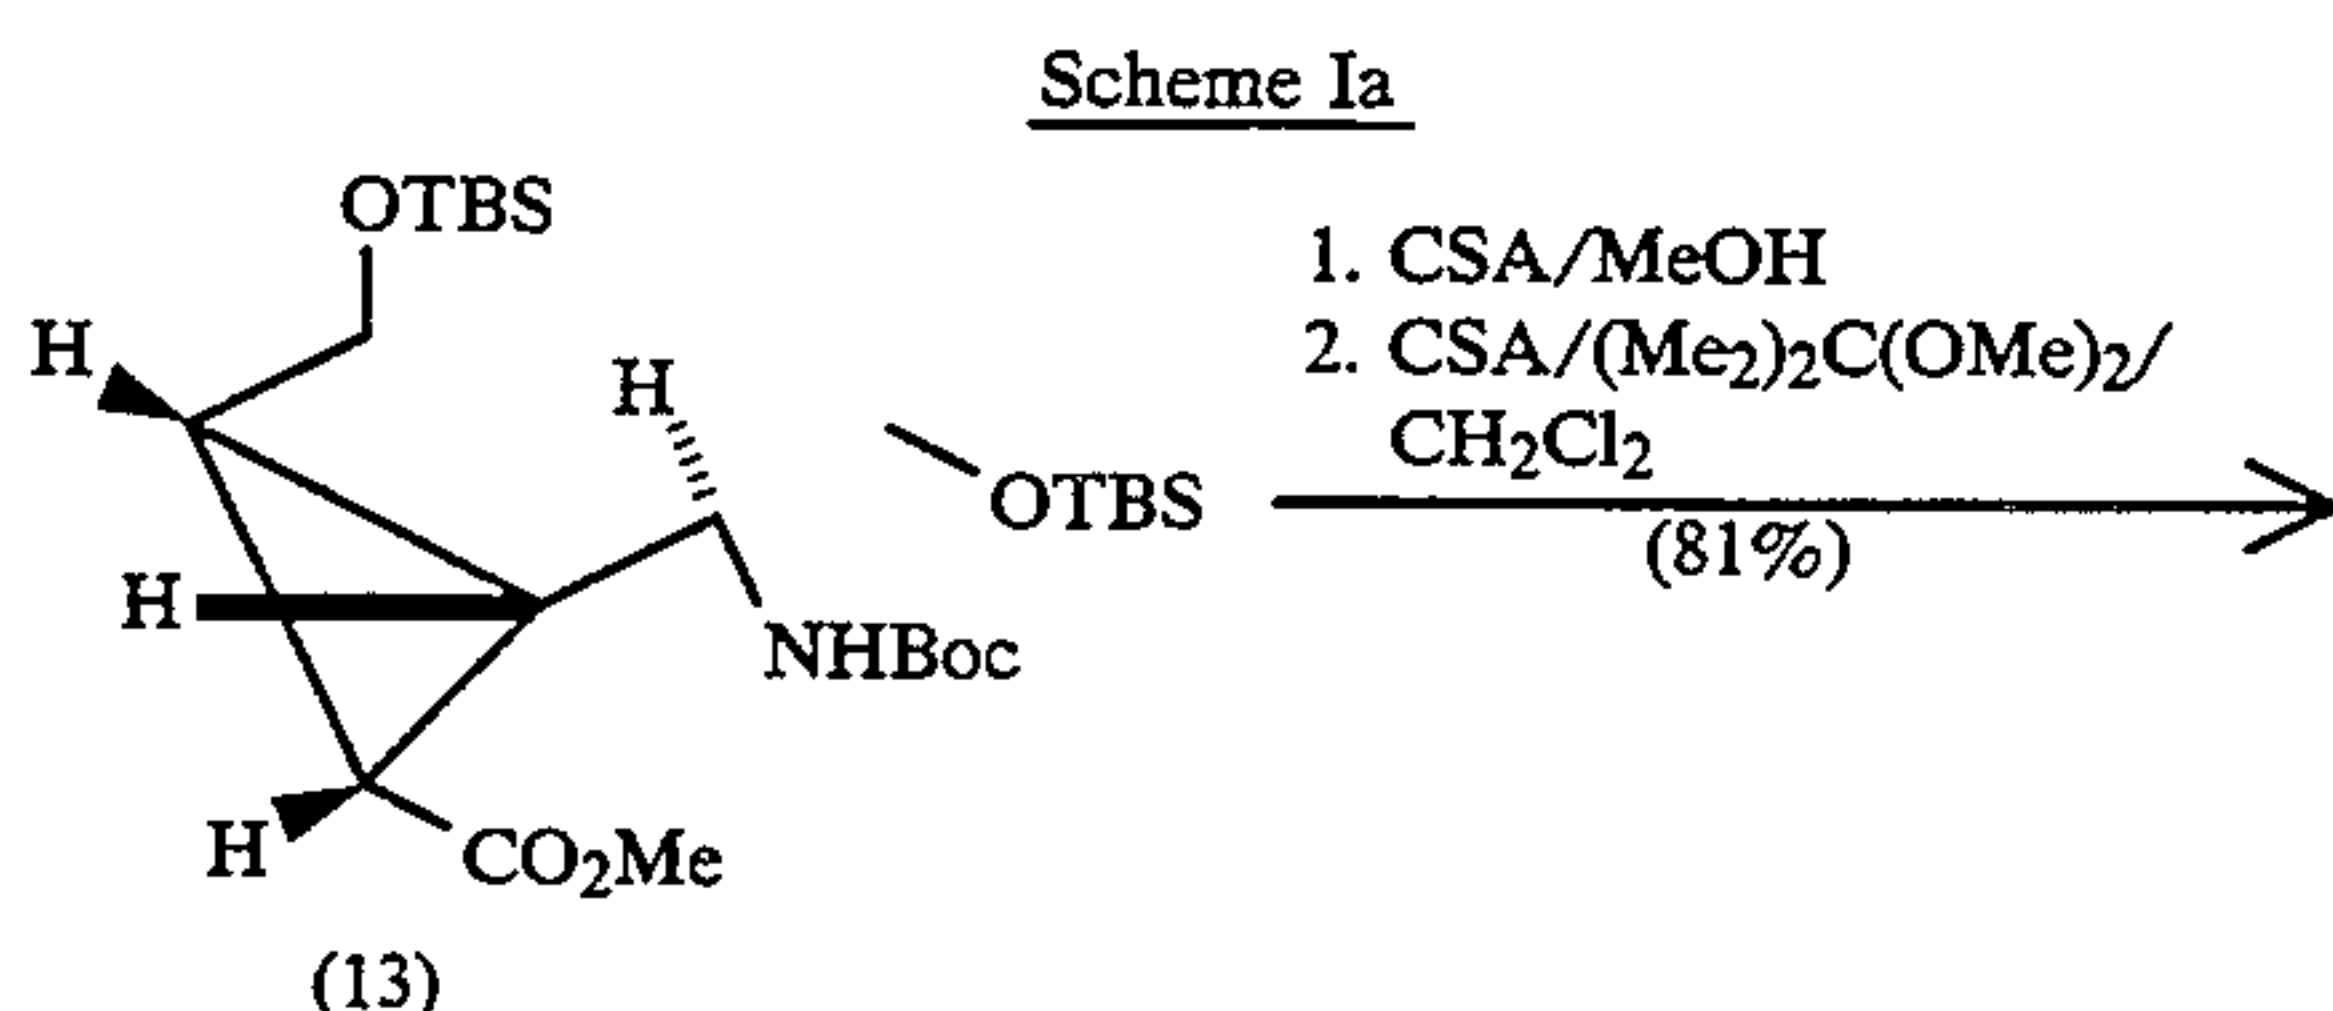 Scheme Ia
OTBS
1. CSA/MeOH
H
2. CSA/(Me2)2C(OMe)2/
H
CH2Cl2
OTBS
(81%)
H
NHBoc
H
CO2Me
(13)